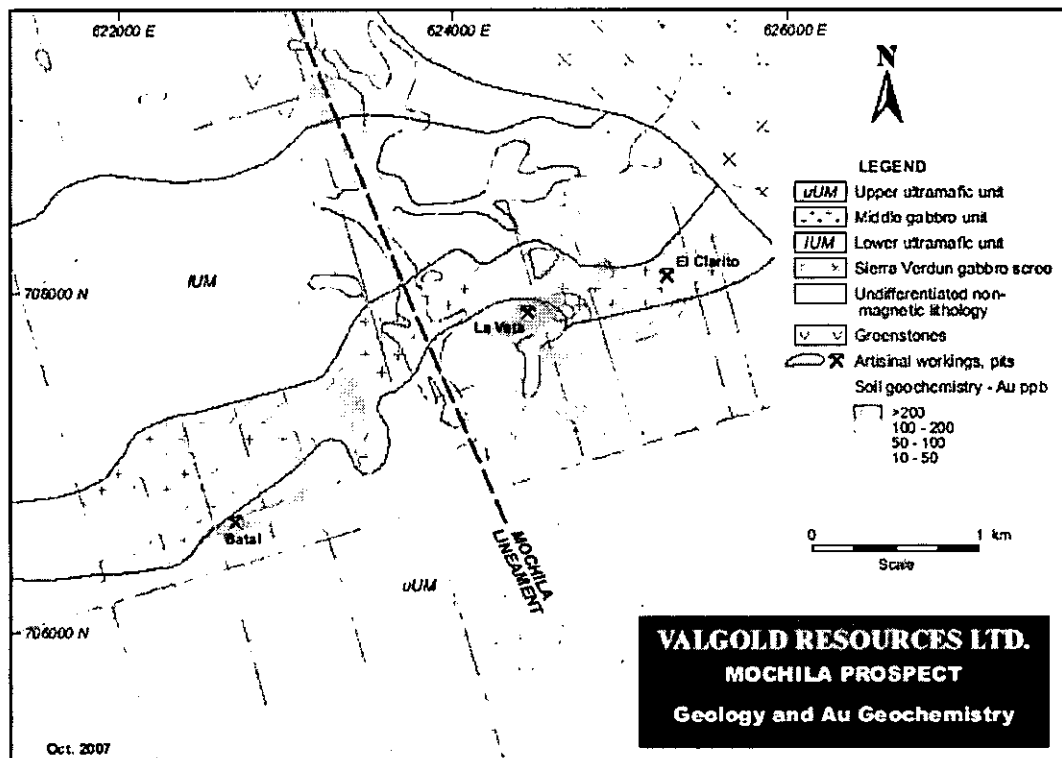 622000 E
624000 E
626000 E
N
LEGEND
uUM Upper ultramafic unit
Middle gabbro unit
lUM Lower ultramafic unit
Sierra Verdun gabbro scree
Undifferentiated non-
magnetic lithology
Greenstones
Artisinal workings, pits
Soil geochemistry - Au ppb
>200
100 - 200
50 - 100
10 - 50
El Clarito
lUM
708000 N
La Veta
Batal
MOCHILA
LINEAMENT
uUM
706000 N
0
1 km
Scale
VALGOLD RESOURCES LTD.
MOCHILA PROSPECT
Geology and Au Geochemistry
Oct. 2007